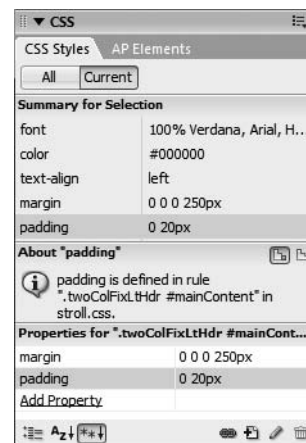 CSS
CSS Styles AP Elements
All Current
Summary for Selection
font 100% Verdana, Arial, H..
color #000000
text-align left
margin 0 0 0 250px
padding 0 20px
About "padding"
padding is defined in rule
".twoColFixLtHdr #mainContent" in
stroll.css.
Properties for ".twoColFixLtHdr #mainCont...
margin 0 0 0 250px
padding 0 20px
Add Property
Az↓ **↓